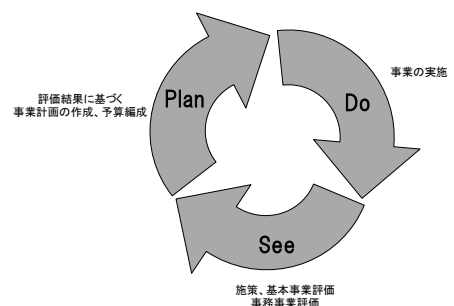 評価結果に基づく
事業計画の作成、予算編成
Plan
事業の実施
Do
See
施策、基本事業評価
事務事業評価